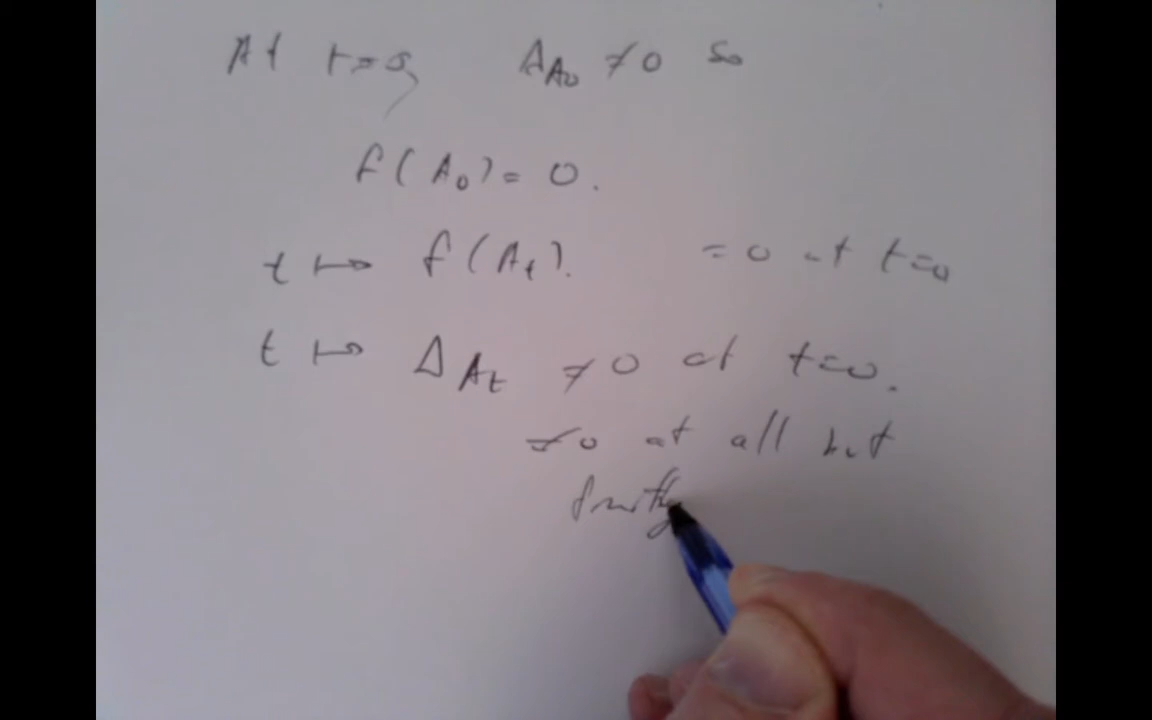 At t=0, Δ_{A_0} ≠ 0 so
f(A_0) = 0.
t ↦ f(A_t). = 0 at t=0
t ↦ Δ_{A_t} ≠ 0 at t=0.
≠ 0 at all but
finitely